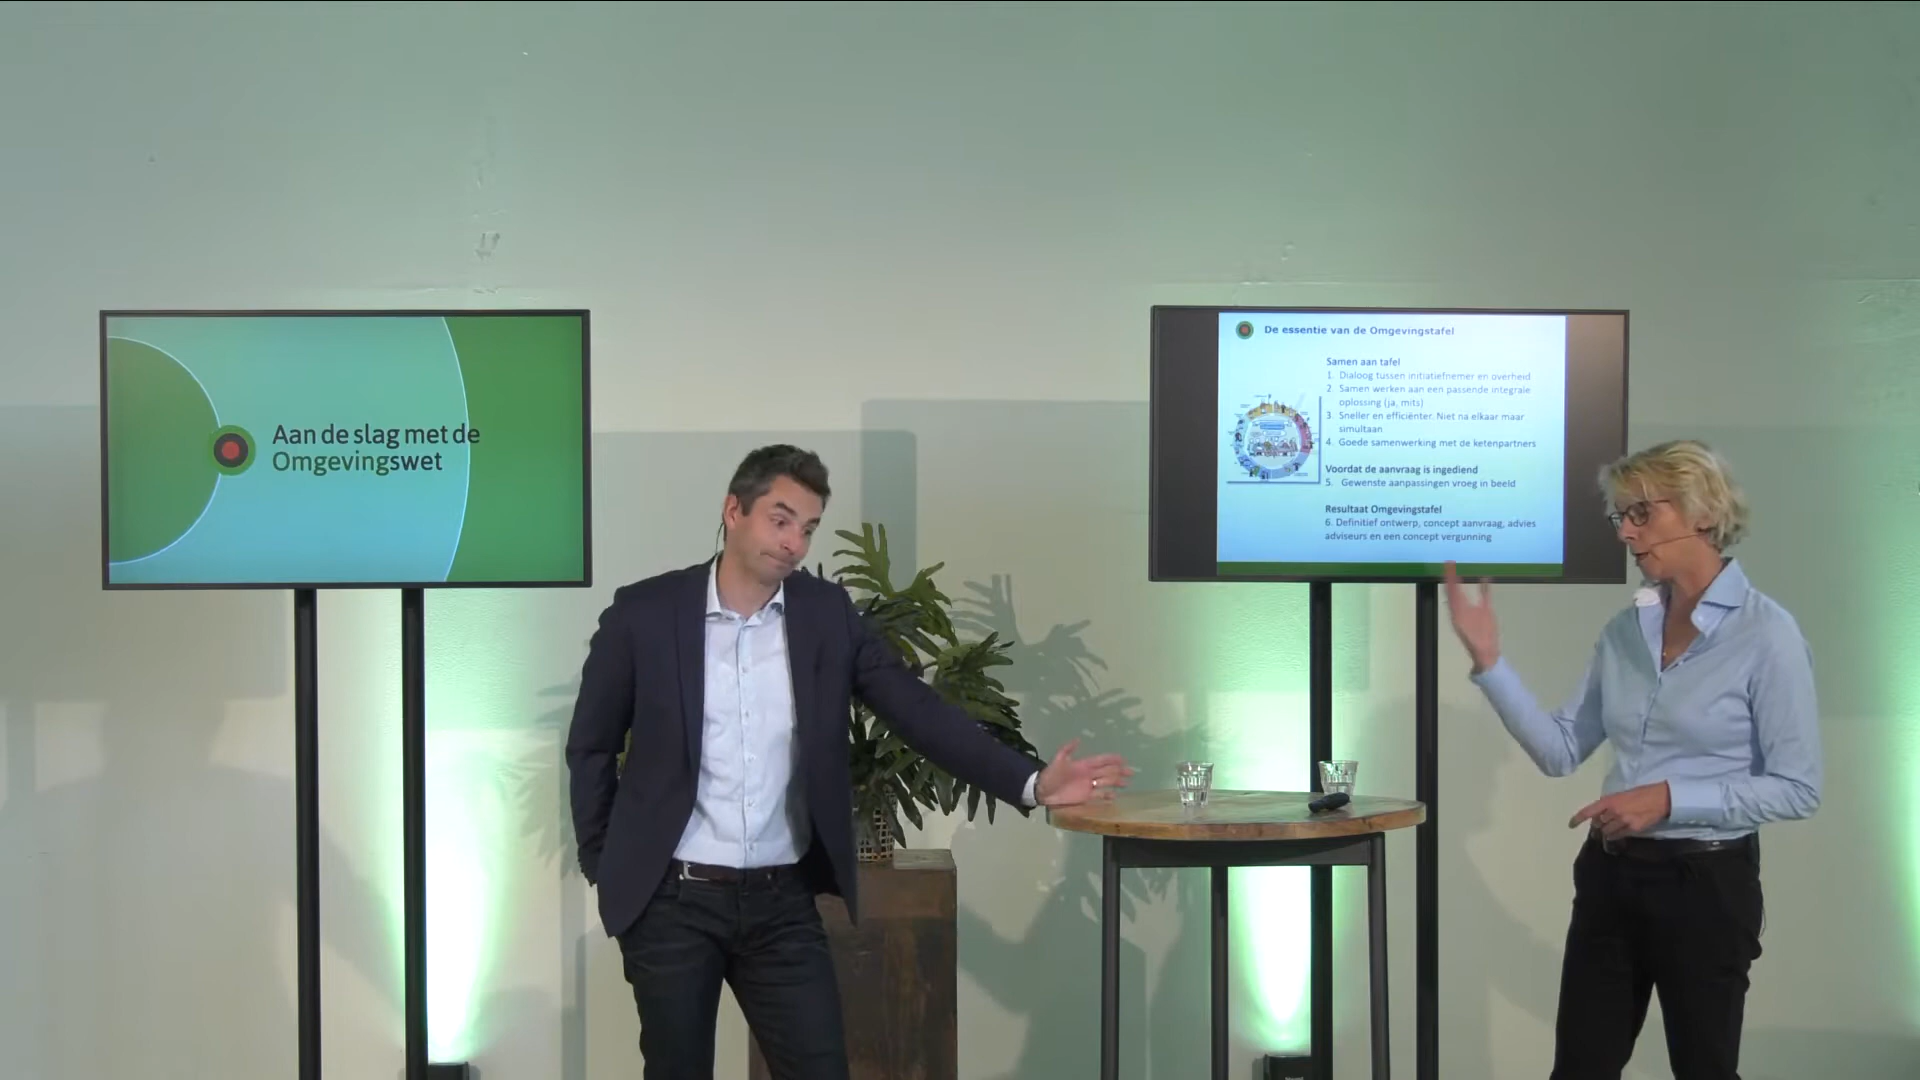 Aan de slag met de
Omgevingswet
De essentie van de Omgevingstafel
Samen aan tafel
1. Dialoog tussen initiatiefnemer en overheid
2. Samen werken aan een passende integrale
oplossing (ja, mits)
3. Sneller en efficiënter. Niet na elkaar maar
simultaan
4. Goede samenwerking met de ketenpartners
Voordat de aanvraag is ingediend
5. Gewenste aanpassingen vroeg in beeld
Resultaat Omgevingstafel
6. Definitief ontwerp, concept aanvraag, advies
adviseurs en een concept vergunning